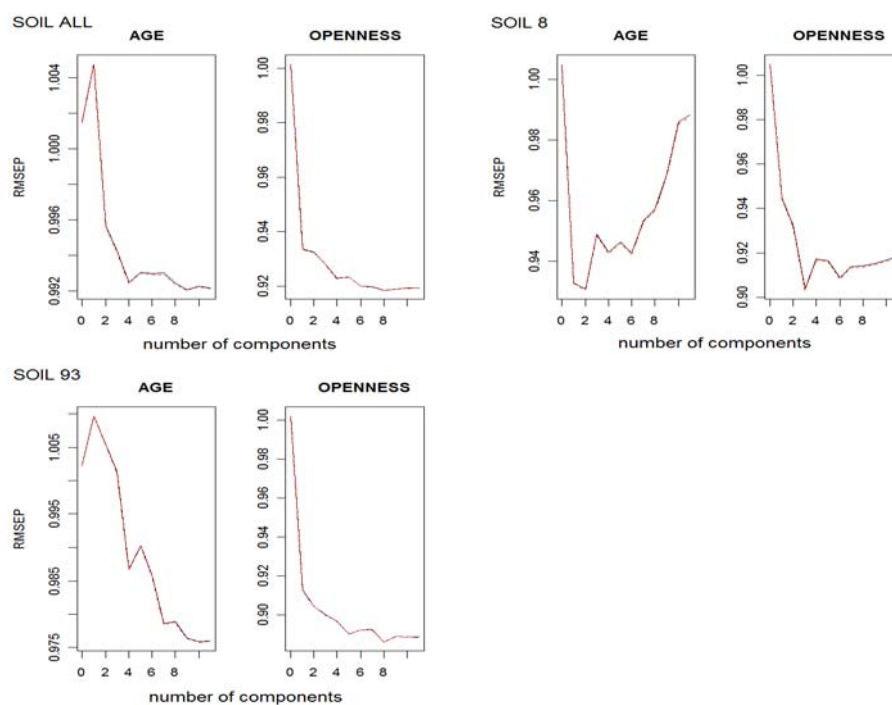 SOIL ALL
AGE
OPENNESS
RMSEP
1.004
1.000
0.996
0.992
0 2 4 6 8
1.00
0.98
0.96
0.94
0.92
0 2 4 6 8
number of components
SOIL 8
AGE
OPENNESS
RMSEP
1.00
0.98
0.96
0.94
0 2 4 6 8
1.00
0.98
0.96
0.94
0.92
0.90
0 2 4 6 8
number of components
SOIL 93
AGE
OPENNESS
RMSEP
1.005
0.995
0.985
0.975
0 2 4 6 8
1.00
0.98
0.96
0.94
0.92
0.90
0 2 4 6 8
number of components